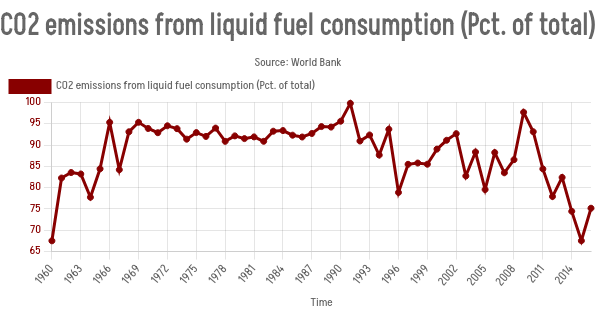 CO2 emissions from liquid fuel consumption (Pct. of total)
Source: World Bank
CO2 emissions from liquid fuel consumption (Pct. of total)
100
95
90
85
80
75
70
65
1960 1963 1966 1969 1972 1975 1978 1981 1984 1987 1990 1993 1996 1999 2002 2005 2008 2011 2014
Time